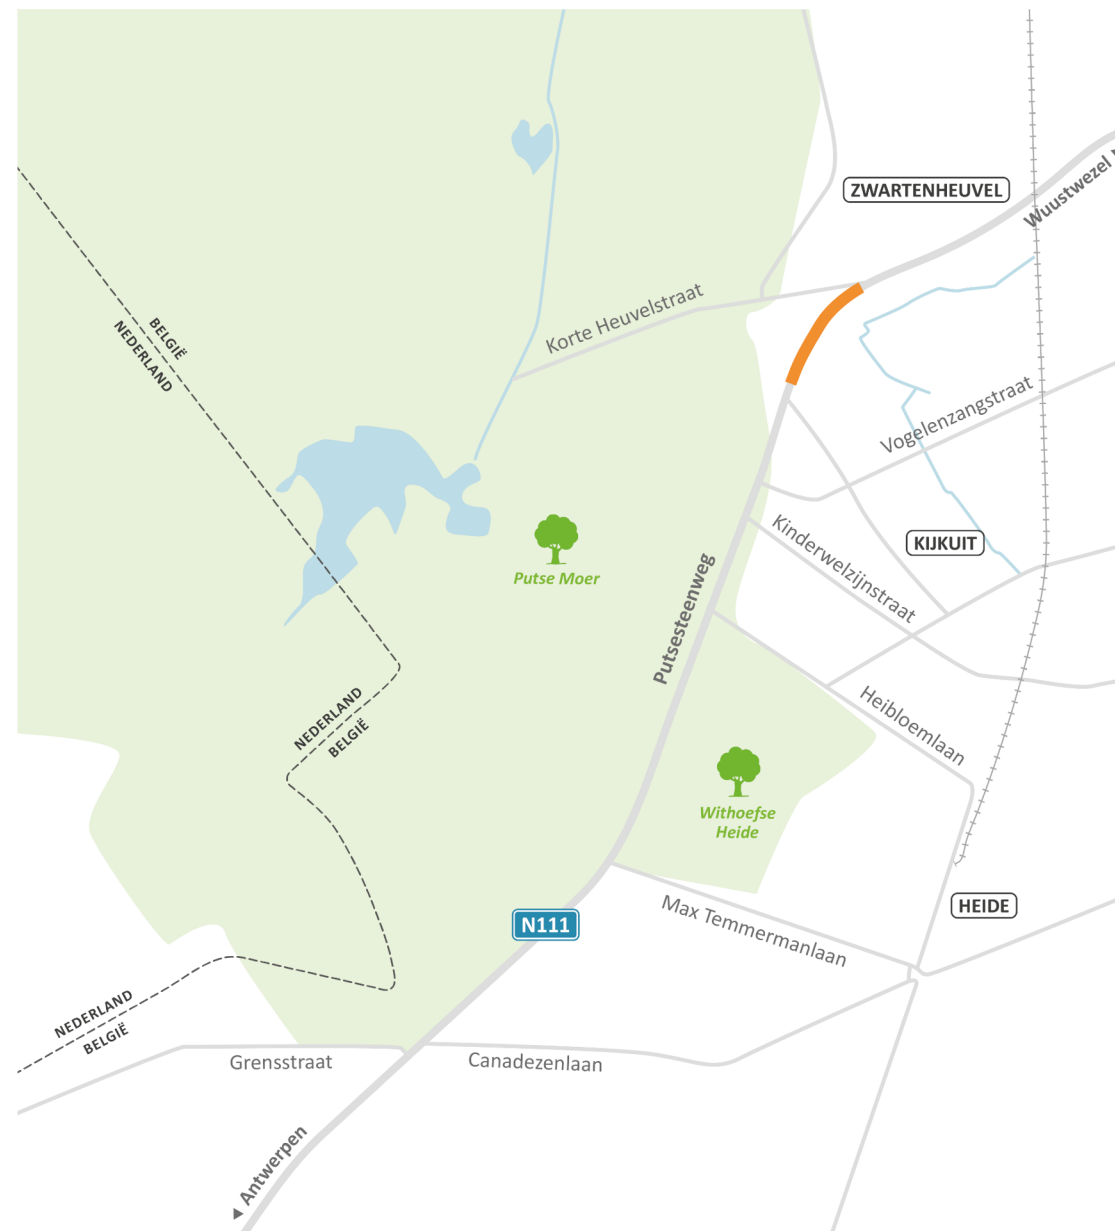 ZWARTENHEUVEL
Wuustwezel
Korte Heuvelstraat
BELGIË
NEDERLAND
Vogelenzangstraat
KIJKUIT
Kinderwelzijnstraat
Putse Moer
Putsesteenweg
Heibloemlaan
NEDERLAND
BELGIË
Withoefse
Heide
HEIDE
N111
Max Temmermanlaan
NEDERLAND
BELGIË
Grensstraat
Canadezenlaan
Antwerpen